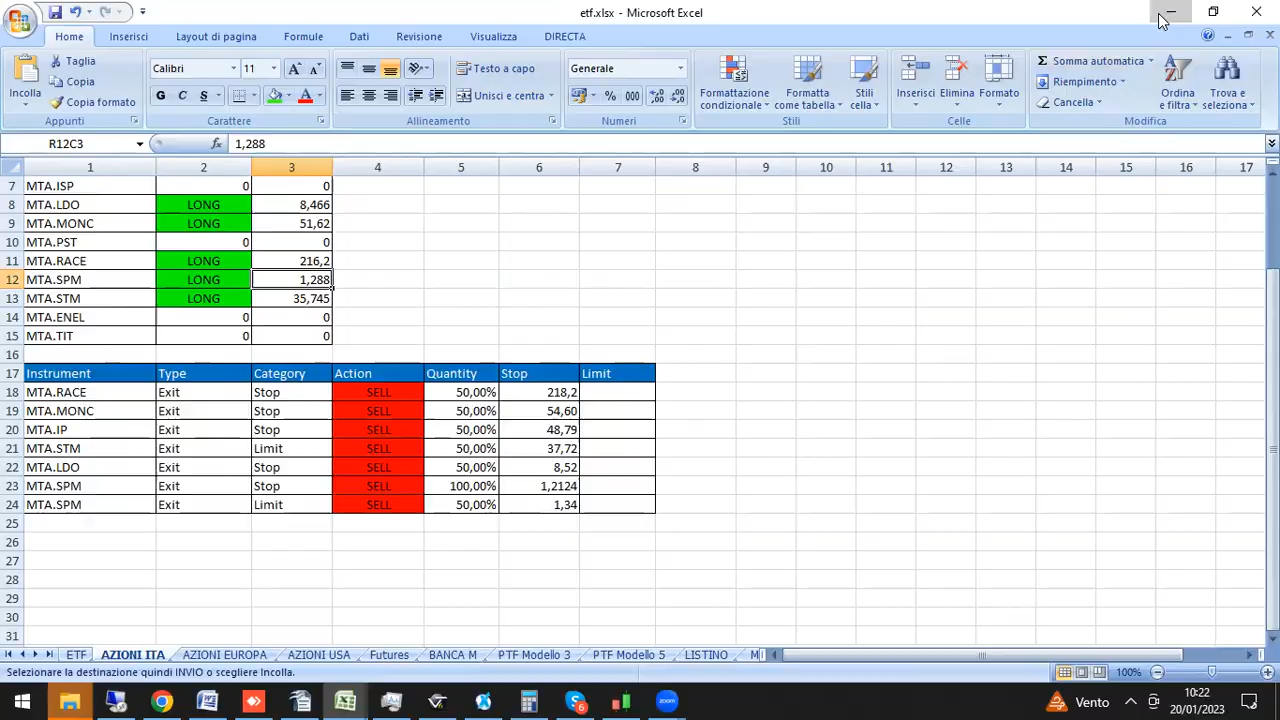 etf.xlsx - Microsoft Excel
Home Inserisci Layout di pagina Formule Dati Revisione Visualizza DIRECTA
Incolla Taglia Copia Copia formato
Calibri 11
G C S
Testo a capo
Unisci e centra
Generale
% 000
Formattazione condizionale Formatta come tabella Stili cella
Inserisci Elimina Formato
Σ Somma automatica
Riempimento
Cancella
Ordina e filtra Trova e seleziona
Appunti Carattere Allineamento Numeri Stili Celle Modifica
R12C3 fx 1,288
1 2 3 4 5 6 7 8 9 10 11 12 13 14 15 16 17
7 MTA.ISP 0 0
8 MTA.LDO LONG 8,466
9 MTA.MONC LONG 51,62
10 MTA.PST 0 0
11 MTA.RACE LONG 216,2
12 MTA.SPM LONG 1,288
13 MTA.STM LONG 35,745
14 MTA.ENEL 0 0
15 MTA.TIT 0 0
16
17 Instrument Type Category Action Quantity Stop Limit
18 MTA.RACE Exit Stop SELL 50,00% 218,2
19 MTA.MONC Exit Stop SELL 50,00% 54,60
20 MTA.IP Exit Stop SELL 50,00% 48,79
21 MTA.STM Exit Limit SELL 50,00% 37,72
22 MTA.LDO Exit Stop SELL 50,00% 8,52
23 MTA.SPM Exit Stop SELL 100,00% 1,2124
24 MTA.SPM Exit Limit SELL 50,00% 1,34
25
26
27
28
29
30
31
ETF AZIONI ITA AZIONI EUROPA AZIONI USA Futures BANCA M PTF Modello 3 PTF Modello 5 LISTINO M
Selezionare la destinazione quindi INVIO o scegliere Incolla. 100%
zoom Vento 10:22
20/01/2023